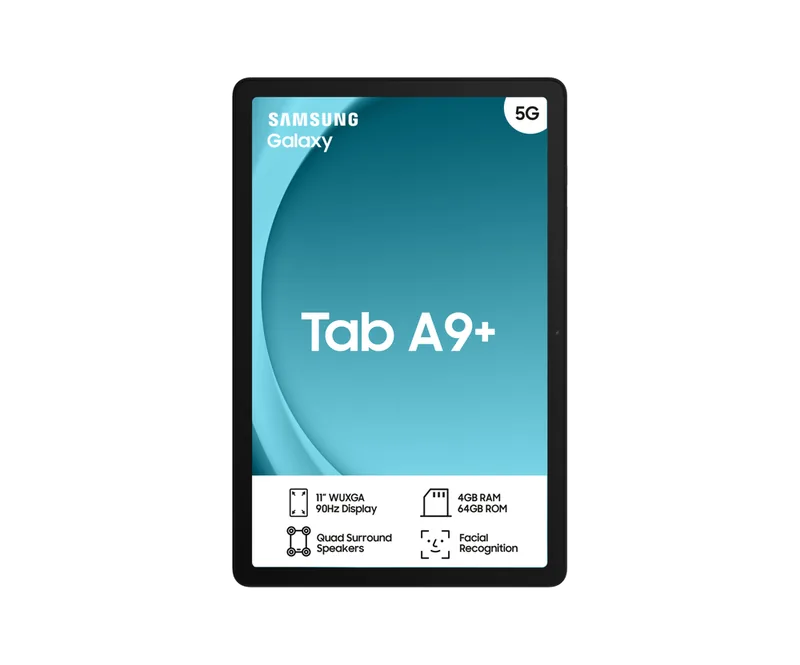 SAMSUNG
Galaxy
5G
Tab A9+
11" WUXGA
90Hz Display
4GB RAM
64GB ROM
Quad Surround
Speakers
Facial
Recognition